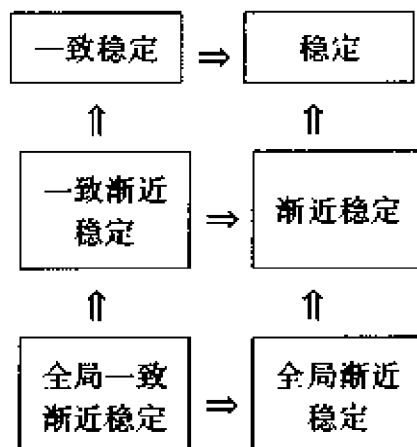 一致稳定 ⇒ 稳定
⇑ ⇑
一致渐近
稳定
⇒ 渐近稳定
⇑ ⇑
全局一致
渐近稳定
⇒ 全局渐近
稳定